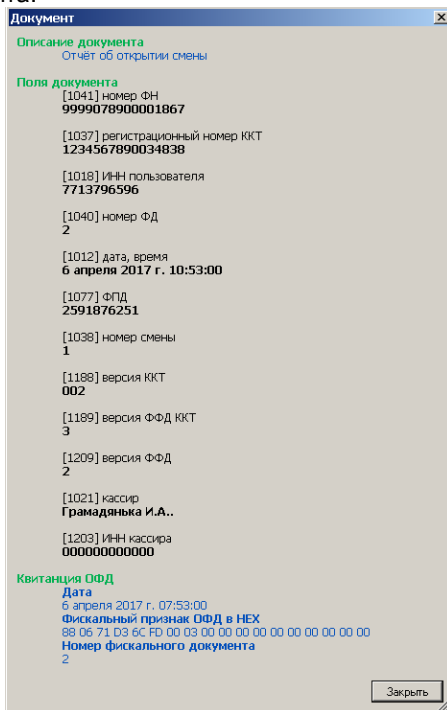 Документ
Описание документа
Отчёт об открытии смены
Поля документа
[1041] номер ФН
9999078900001867
[1037] регистрационный номер ККТ
1234567890034838
[1018] ИНН пользователя
7713796596
[1040] номер ФД
2
[1012] дата, время
6 апреля 2017 г. 10:53:00
[1077] ФПД
2591876251
[1038] номер смены
1
[1188] версия ККТ
002
[1189] версия ФФД ККТ
3
[1209] версия ФФД
2
[1021] кассир
Грамадянька И.А..
[1203] ИНН кассира
000000000000
Квитанция ОФД
Дата
6 апреля 2017 г. 07:53:00
Фискальный признак ОФД в HEX
88 06 71 D3 6C FD 00 03 00 00 00 00 00 00 00 00 00 00
Номер фискального документа
2
Закрыть